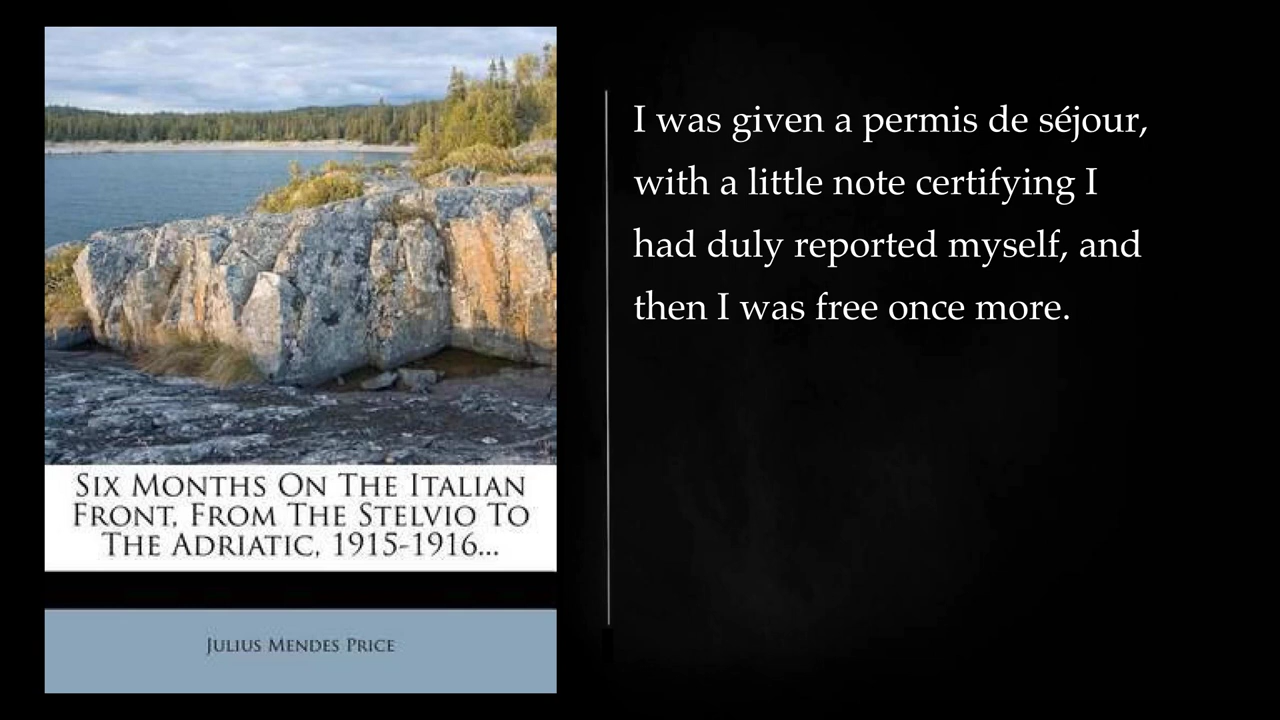 I was given a permis de séjour,
with a little note certifying I
had duly reported myself, and
then I was free once more.
Six Months On The Italian
Front, From The Stelvio To
The Adriatic, 1915-1916...
Julius Mendes Price